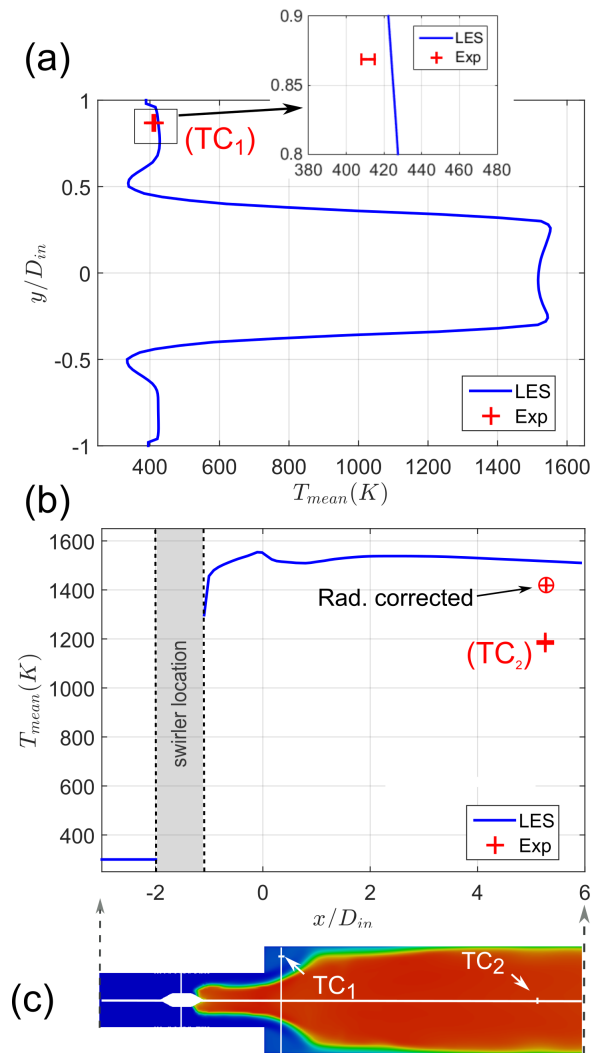 (a)
0.9
0.85
0.8
380 400 420 440 460 480
LES
Exp
1
0.5
0
-0.5
-1
y/D_in
(TC₁)
LES
Exp
400 600 800 1000 1200 1400 1600
T_mean(K)
(b)
1600
1400
1200
1000
800
600
400
T_mean(K)
swirler location
Rad. corrected
(TC₂)
LES
Exp
-2 0 2 4 6
x/D_in
(c)
TC₁
TC₂